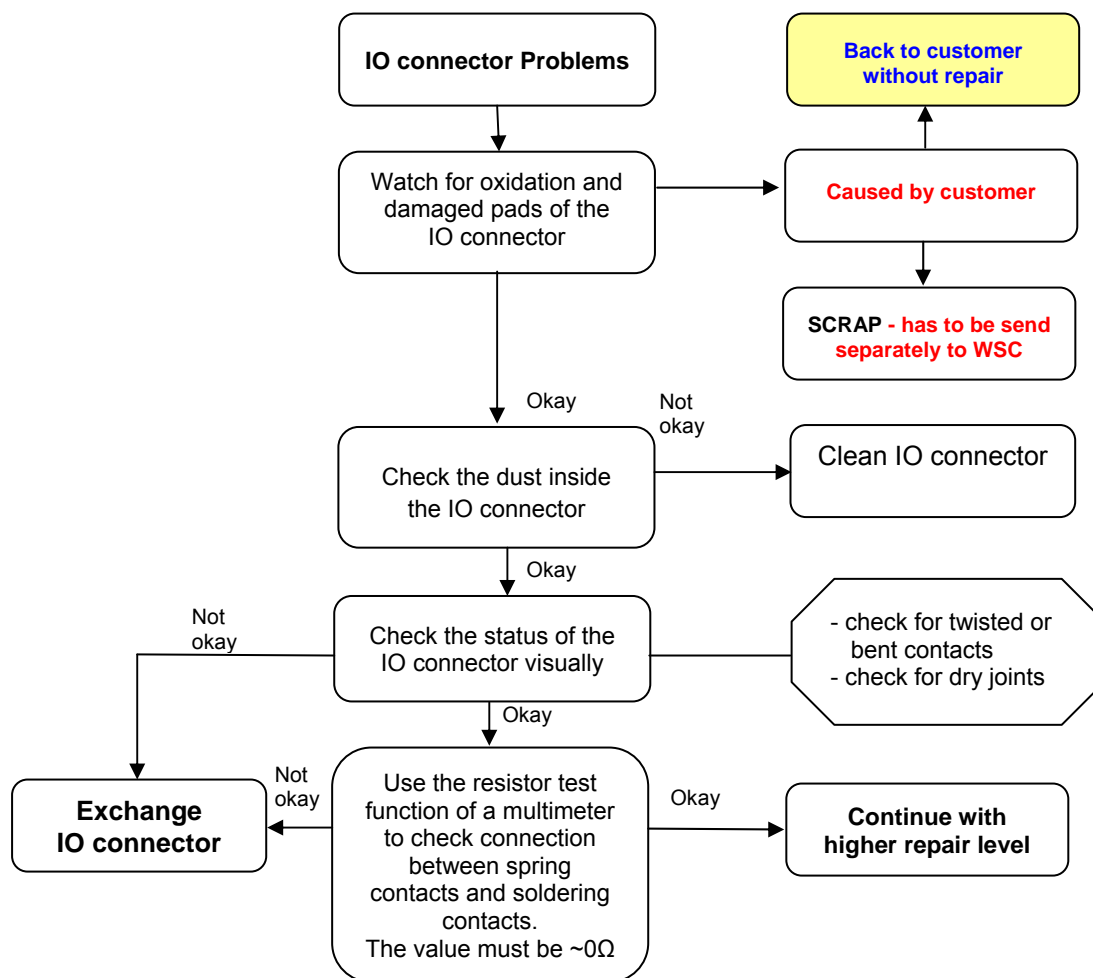 IO connector Problems
Back to customer
without repair
Watch for oxidation and
damaged pads of the
IO connector
Caused by customer
SCRAP - has to be send
separately to WSC
Okay
Not
okay
Check the dust inside
the IO connector
Clean IO connector
Okay
Not
okay
Check the status of the
IO connector visually
- check for twisted or
bent contacts
- check for dry joints
Okay
Exchange
IO connector
Not
okay
Use the resistor test
function of a multimeter
to check connection
between spring
contacts and soldering
contacts.
The value must be ~0Ω
Okay
Continue with
higher repair level